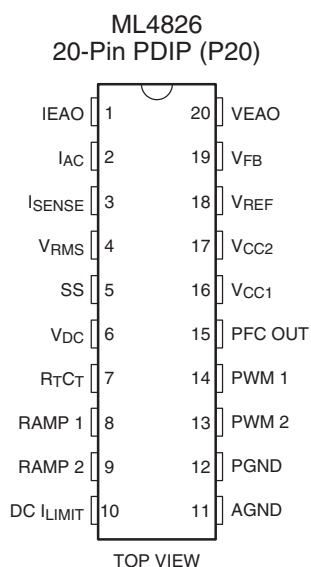 ML4826
20-Pin PDIP (P20)
IEAO 1 20 VEAO
IAC 2 19 VFB
ISENSE 3 18 VREF
VRMS 4 17 VCC2
SS 5 16 VCC1
VDC 6 15 PFC OUT
RTCT 7 14 PWM 1
RAMP 1 8 13 PWM 2
RAMP 2 9 12 PGND
DC ILIMIT 10 11 AGND
TOP VIEW